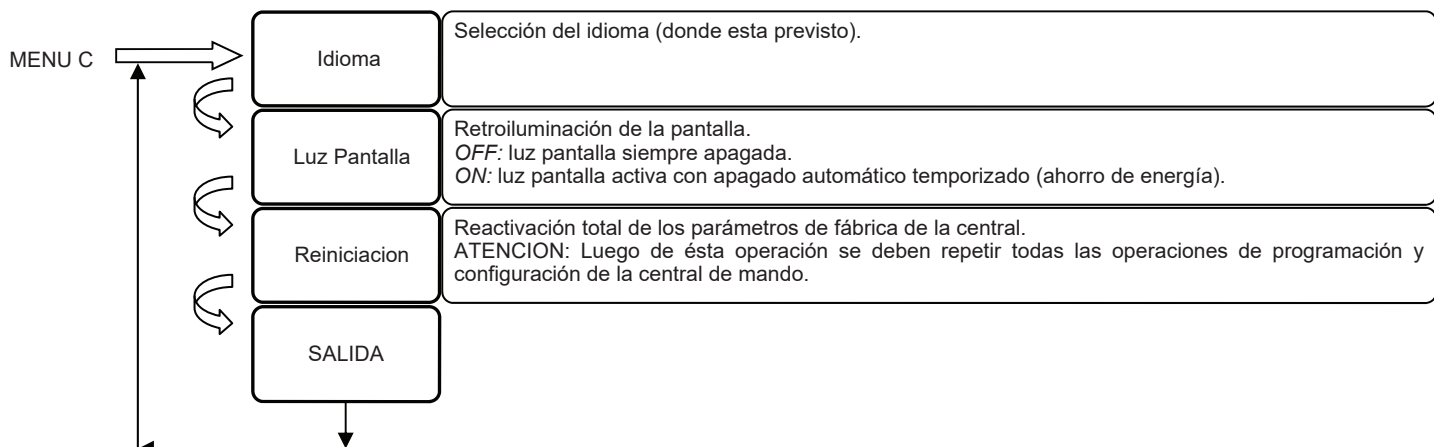 MENU C
Idioma
Selección del idioma (donde esta previsto).
Luz Pantalla
Retroiluminación de la pantalla.
OFF: luz pantalla siempre apagada.
ON: luz pantalla activa con apagado automático temporizado (ahorro de energía).
Reiniciacion
Reactivación total de los parámetros de fábrica de la central.
ATENCION: Luego de ésta operación se deben repetir todas las operaciones de programación y
configuración de la central de mando.
SALIDA